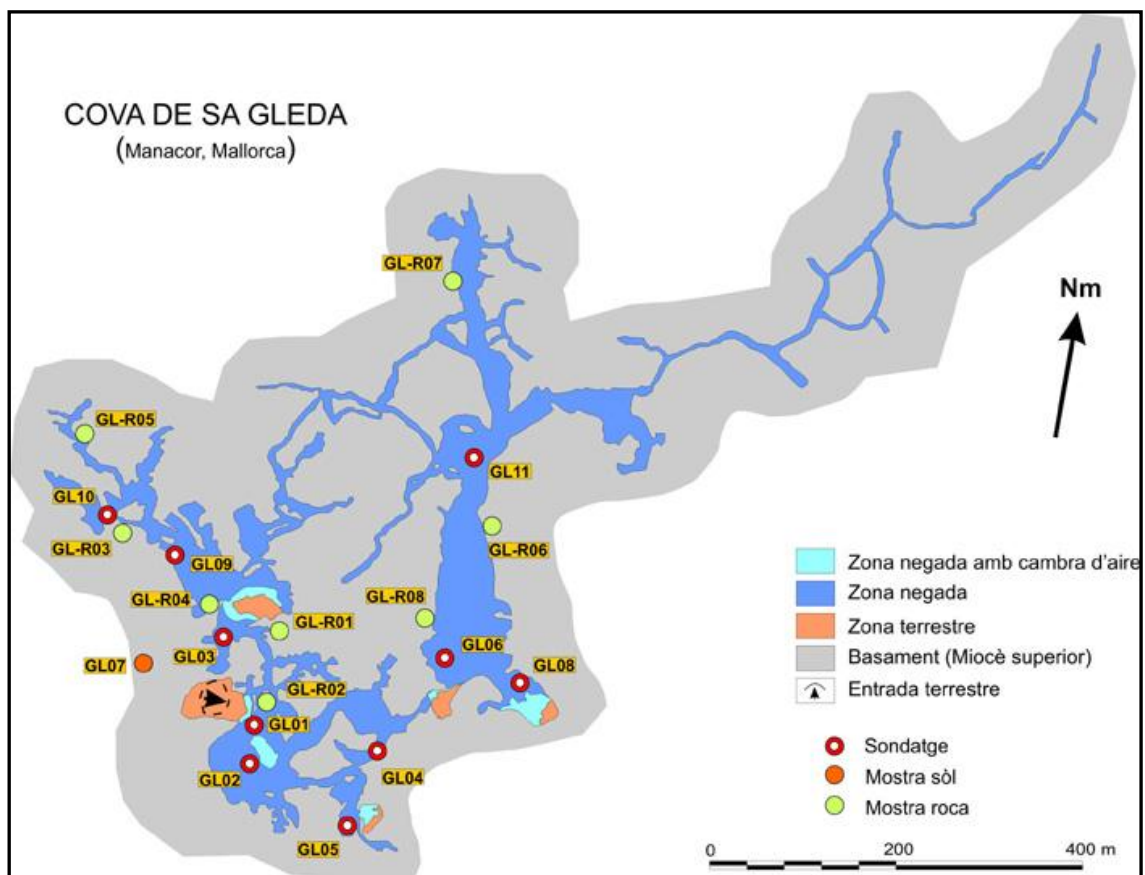 COVA DE SA GLEDA
(Manacor, Mallorca)
GL-R07
Nm
GL-R05
GL11
GL10
GL-R03
GL-R06
GL09
GL-R04
GL-R08
GL-R01
GL03
GL06
GL07
GL08
GL-R02
GL01
GL02
GL04
GL05
Zona negada amb cambra d'aire
Zona negada
Zona terrestre
Basament (Miocè superior)
Entrada terrestre
Sondatge
Mostra sòl
Mostra roca
0 200 400 m